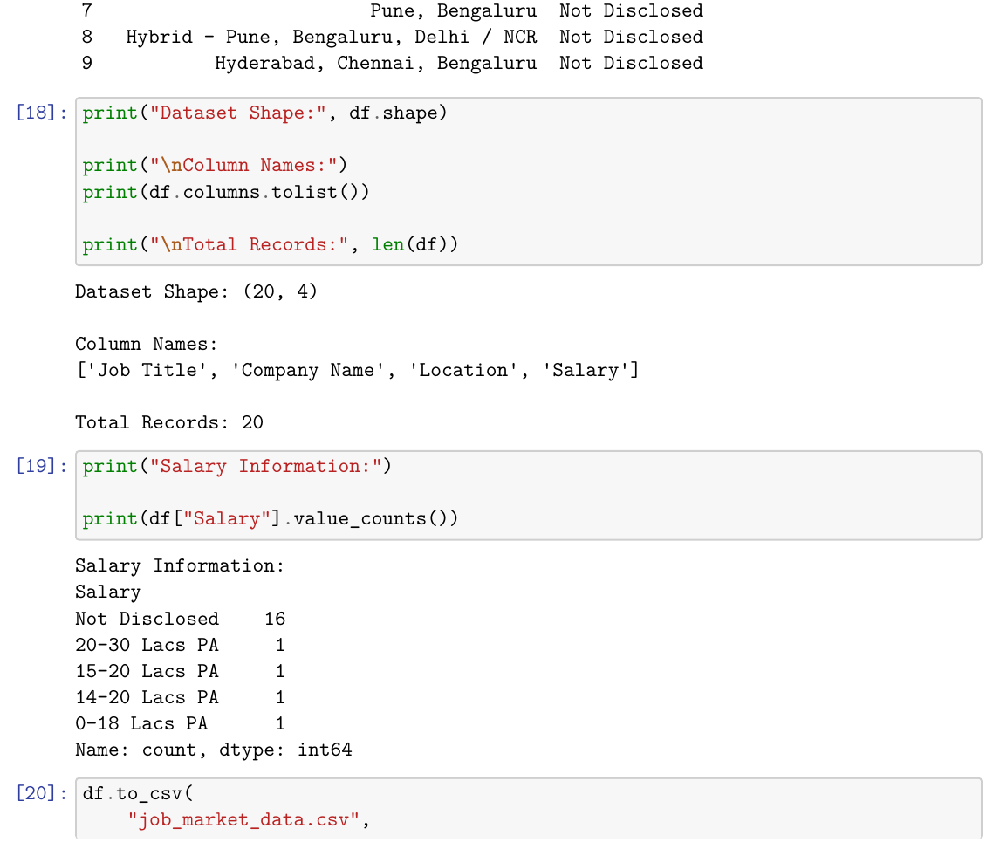 7 Pune, Bengaluru Not Disclosed
8 Hybrid - Pune, Bengaluru, Delhi / NCR Not Disclosed
9 Hyderabad, Chennai, Bengaluru Not Disclosed
[18]: print("Dataset Shape:", df.shape)
print("\nColumn Names:")
print(df.columns.tolist())
print("\nTotal Records:", len(df))
Dataset Shape: (20, 4)
Column Names:
['Job Title', 'Company Name', 'Location', 'Salary']
Total Records: 20
[19]: print("Salary Information:")
print(df["Salary"].value_counts())
Salary Information:
Salary
Not Disclosed 16
20-30 Lacs PA 1
15-20 Lacs PA 1
14-20 Lacs PA 1
0-18 Lacs PA 1
Name: count, dtype: int64
[20]: df.to_csv(
"job_market_data.csv",